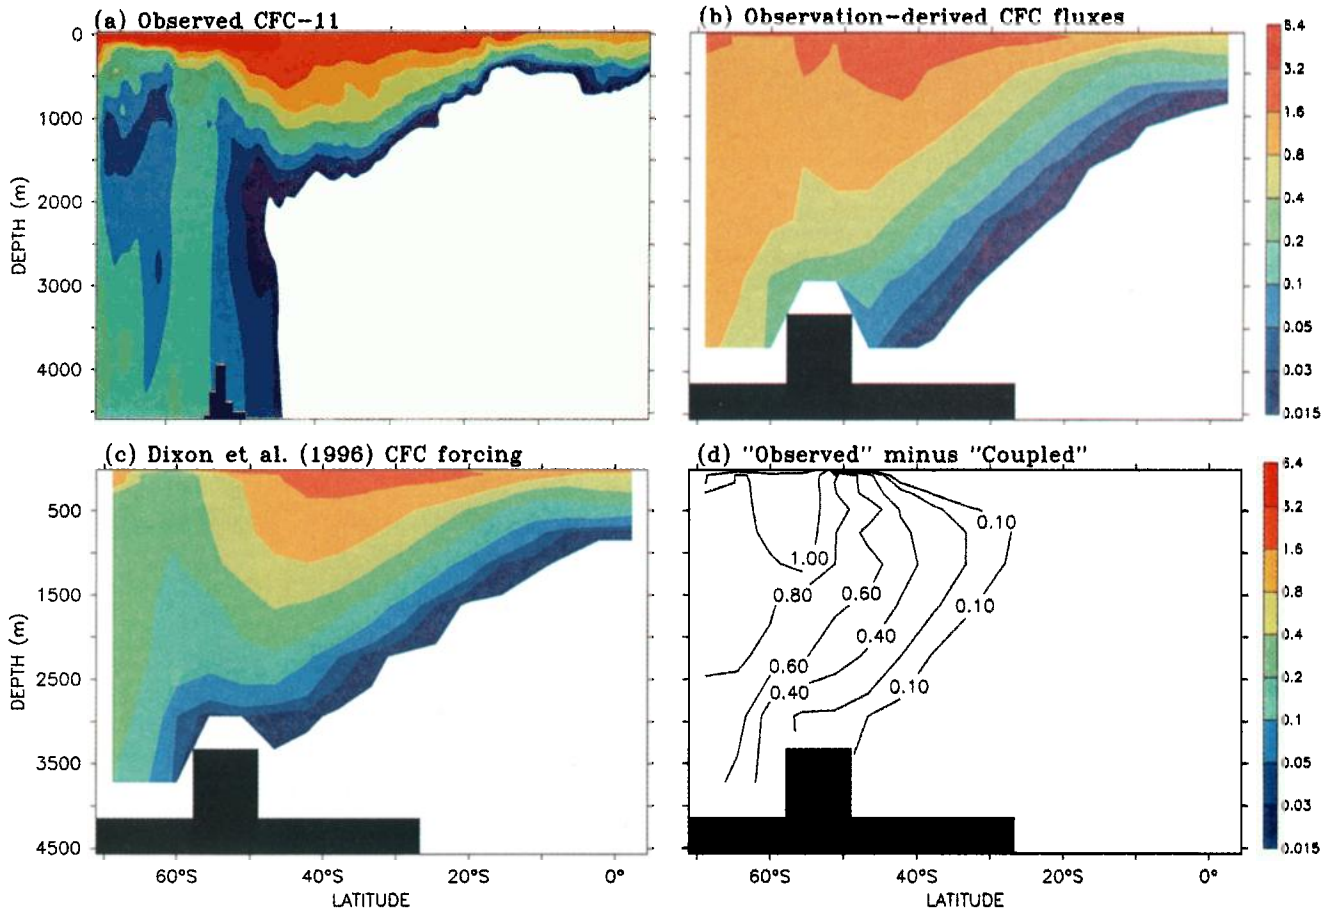 (a) Observed CFC-11
(b) Observation-derived CFC fluxes
0
1000
2000
3000
4000
DEPTH (m)
6.4
3.2
1.6
0.8
0.4
0.2
0.1
0.05
0.03
0.015
(c) Dixon et al. (1996) CFC forcing
(d) "Observed" minus "Coupled"
500
1500
2500
3500
4500
DEPTH (m)
60°S
40°S
20°S
0°
LATITUDE
0.10
1.00
0.80
0.60
0.10
0.40
0.60
0.40
0.10
60°S
40°S
20°S
0°
LATITUDE
6.4
3.2
1.6
0.8
0.4
0.2
0.1
0.05
0.03
0.015